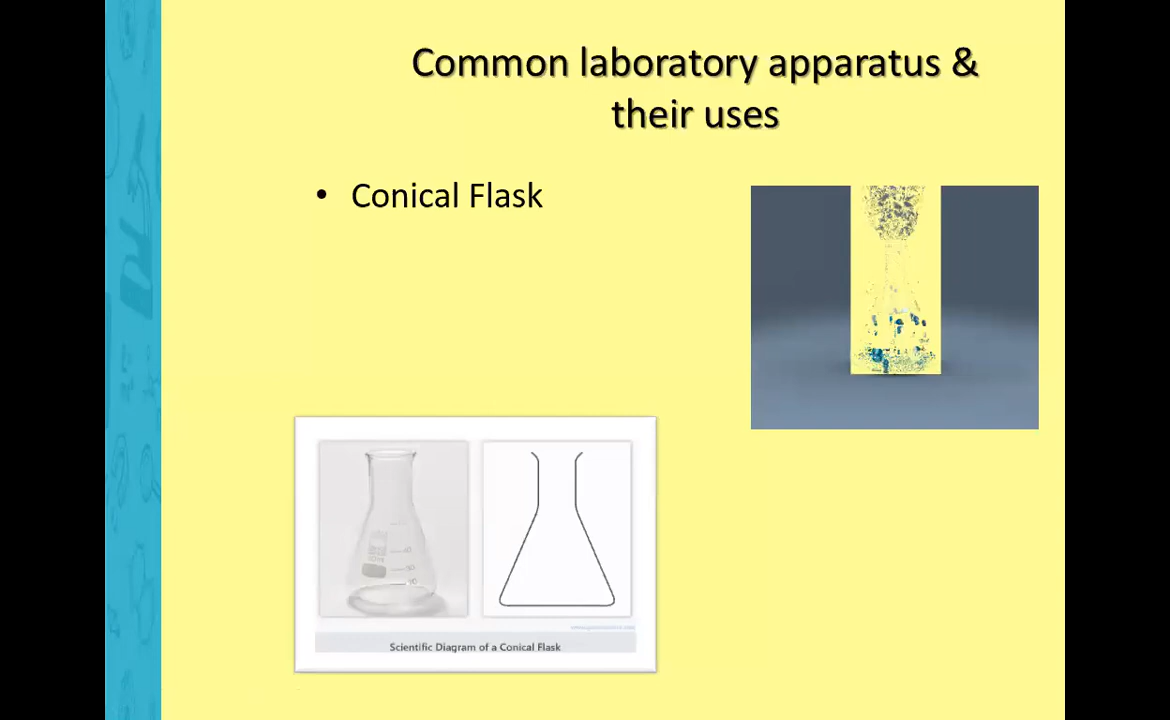 Common laboratory apparatus &
their uses
• Conical Flask
Scientific Diagram of a Conical Flask